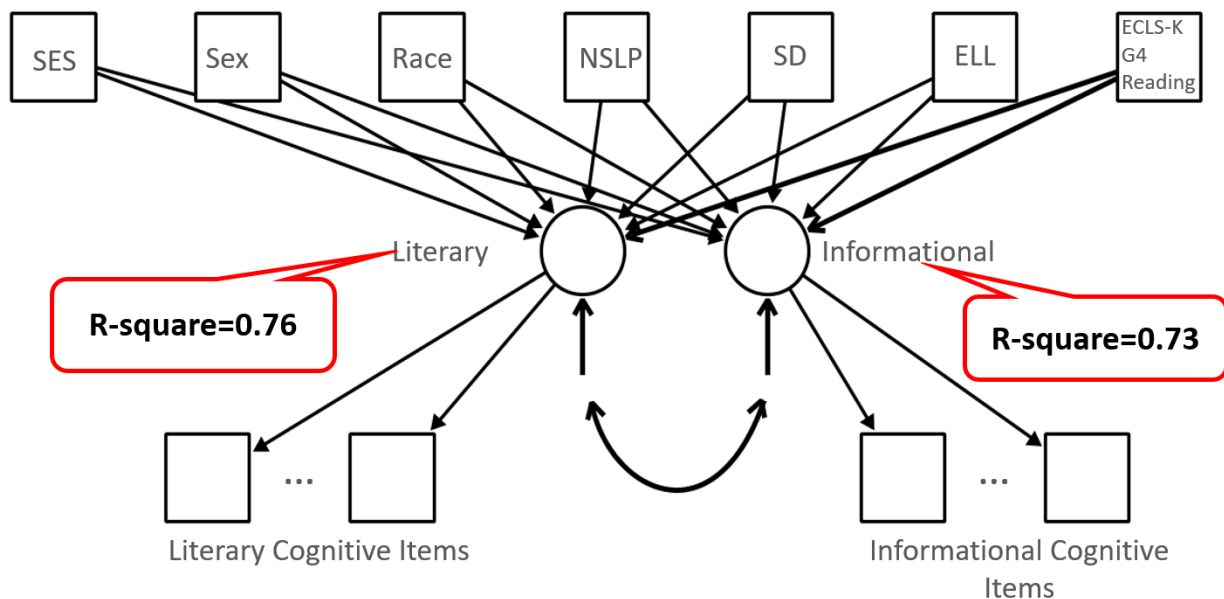 SES
Sex
Race
NSLP
SD
ELL
ECLS-K
G4
Reading
Literary
Informational
R-square=0.76
R-square=0.73
...
...
Literary Cognitive Items
Informational Cognitive
Items